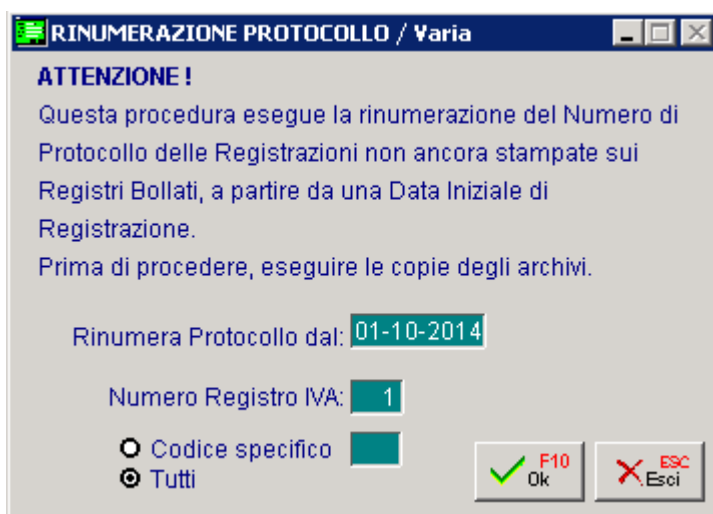 RINUMERAZIONE PROTOCOLLO / Varia
ATTENZIONE !
Questa procedura esegue la rinumerazione del Numero di
Protocollo delle Registrazioni non ancora stampate sui
Registri Bollati, a partire da una Data Iniziale di
Registrazione.
Prima di procedere, eseguire le copie degli archivi.
Rinumera Protocollo dal: 01-10-2014
Numero Registro IVA: 1
Codice specifico
Tutti
F10
Ok
ESC
Esci